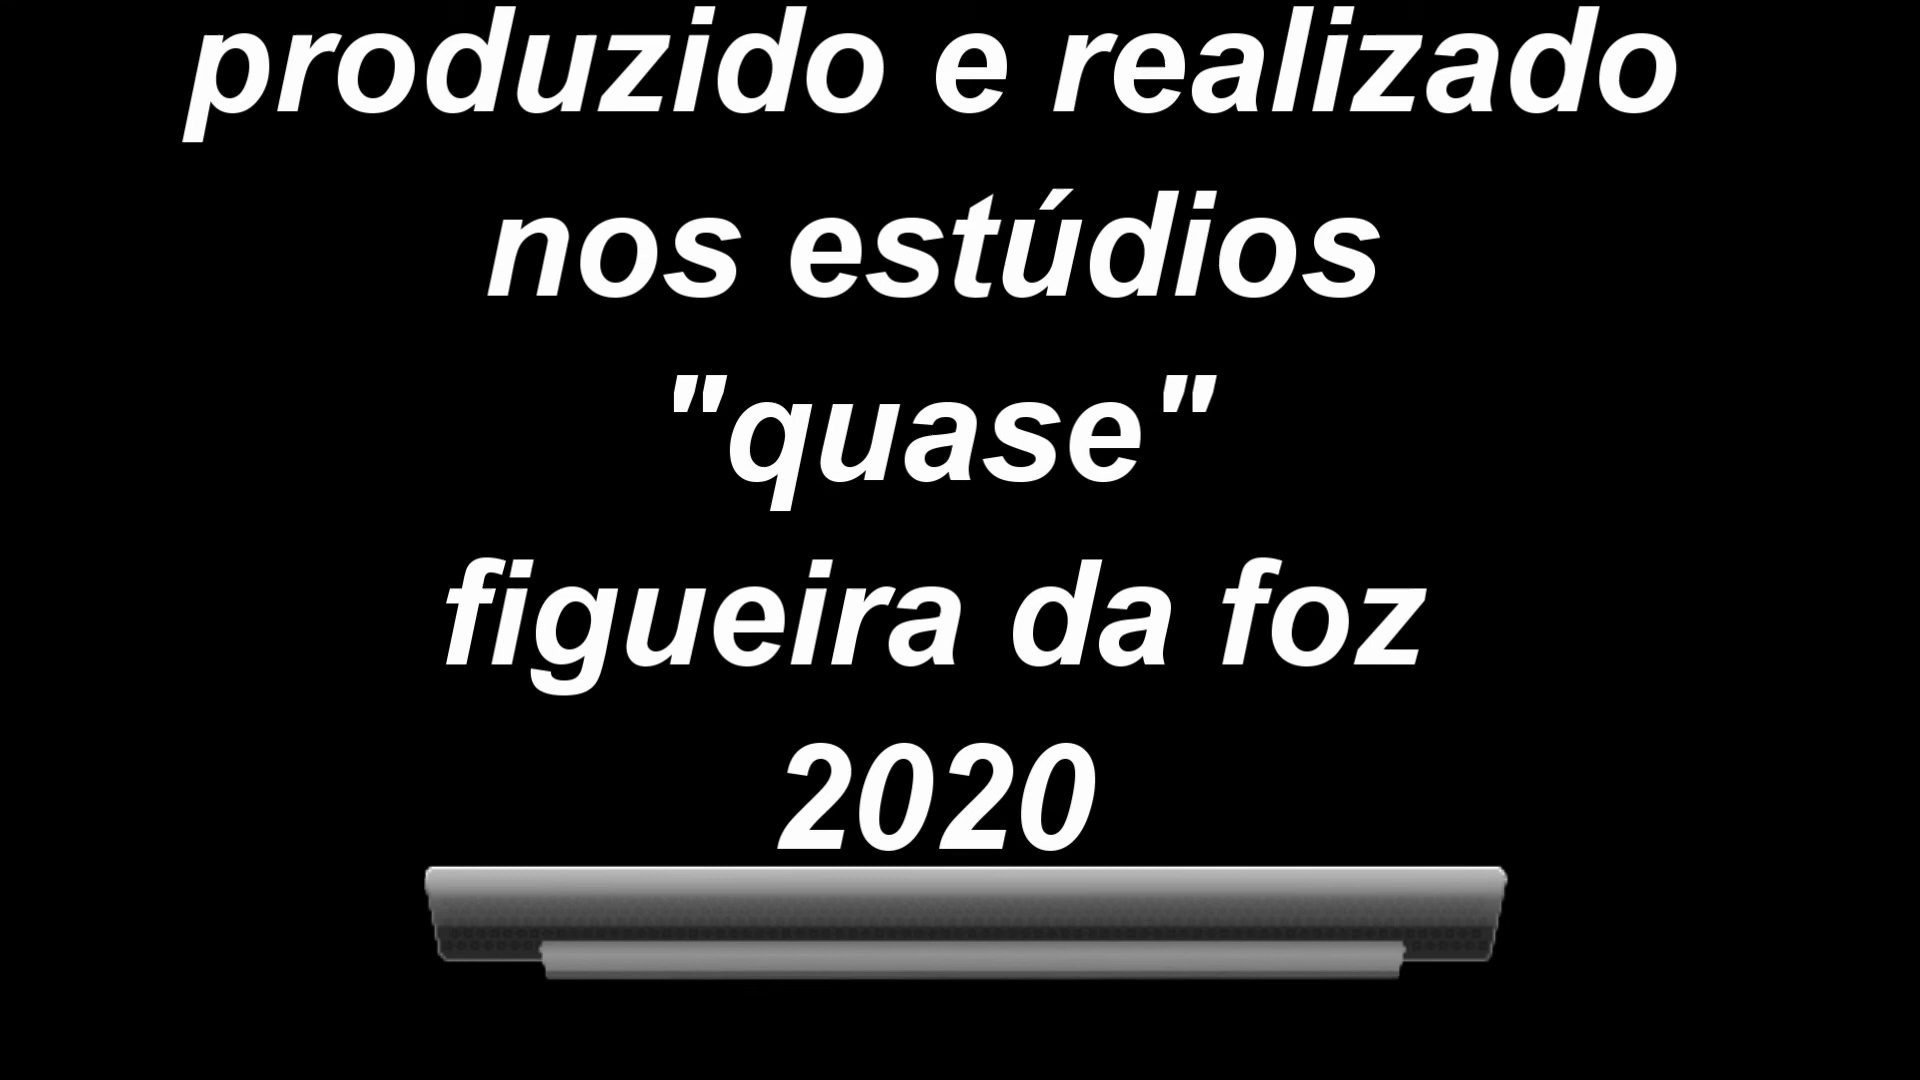 produzido e realizado
nos estúdios
"quase"
figueira da foz
2020